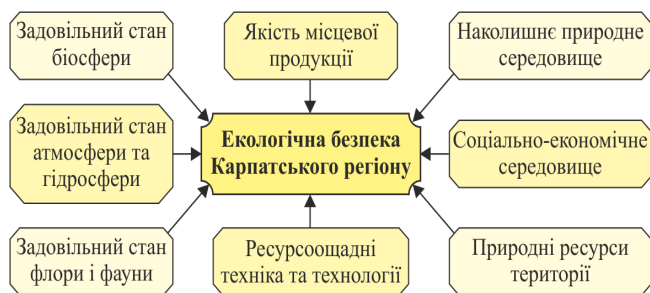 Задовільний стан
біосфери
Якість місцевої
продукції
Наколишнє природне
середовище
Задовільний стан
атмосфери та
гідросфери
Екологічна безпека
Карпатського регіону
Соціально-економічне
середовище
Задовільний стан
флори і фауни
Ресурсоощадні
техніка та технології
Природні ресурси
території